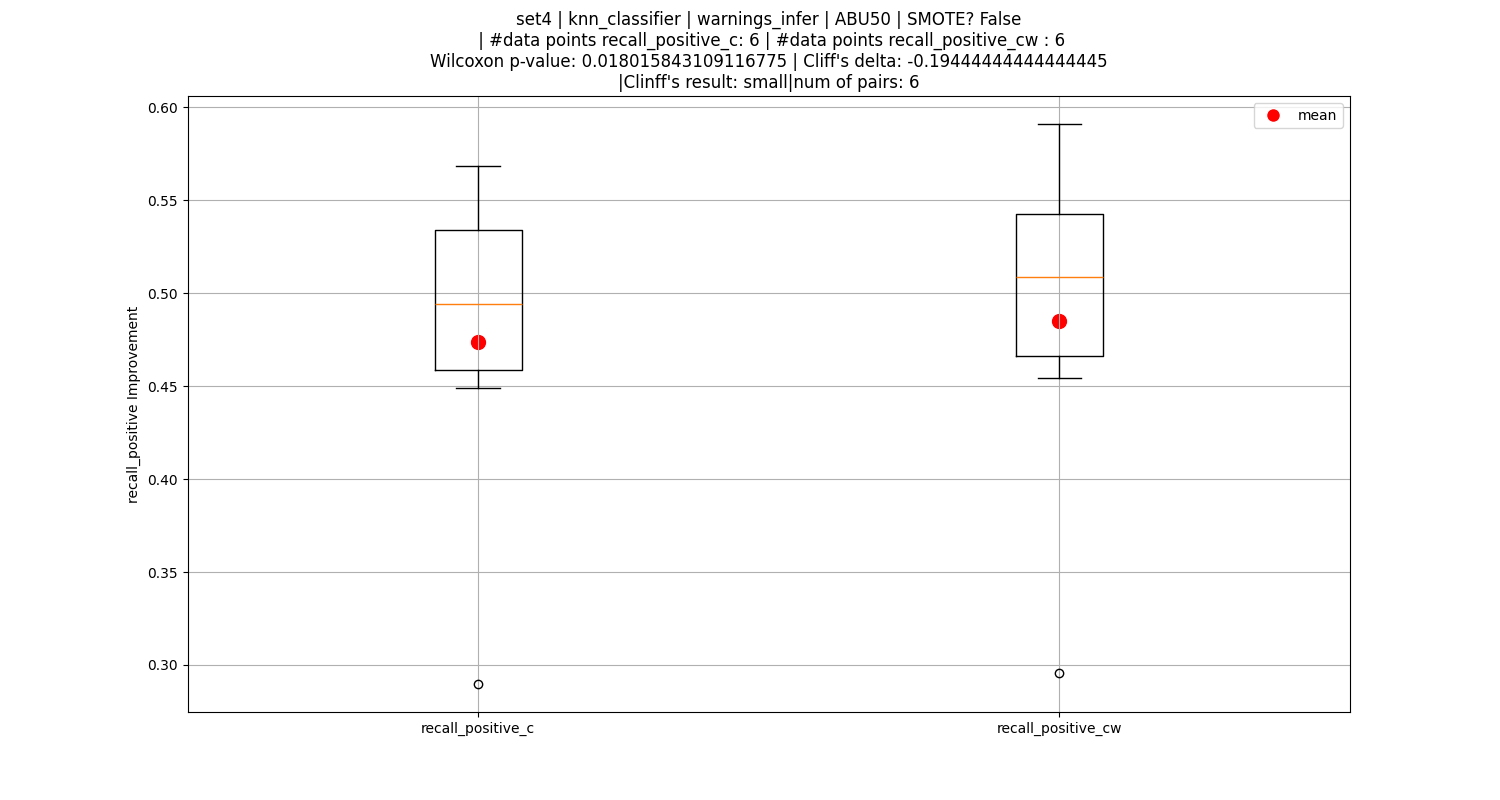 set4 | knn_classifier | warnings_infer | ABU50 | SMOTE? False
| #data points recall_positive_c: 6 | #data points recall_positive_cw : 6
Wilcoxon p-value: 0.018015843109116775 | Cliff's delta: -0.19444444444444445
|Clinff's result: small|num of pairs: 6
mean
recall_positive Improvement
0.60
0.55
0.50
0.45
0.40
0.35
0.30
recall_positive_c
recall_positive_cw